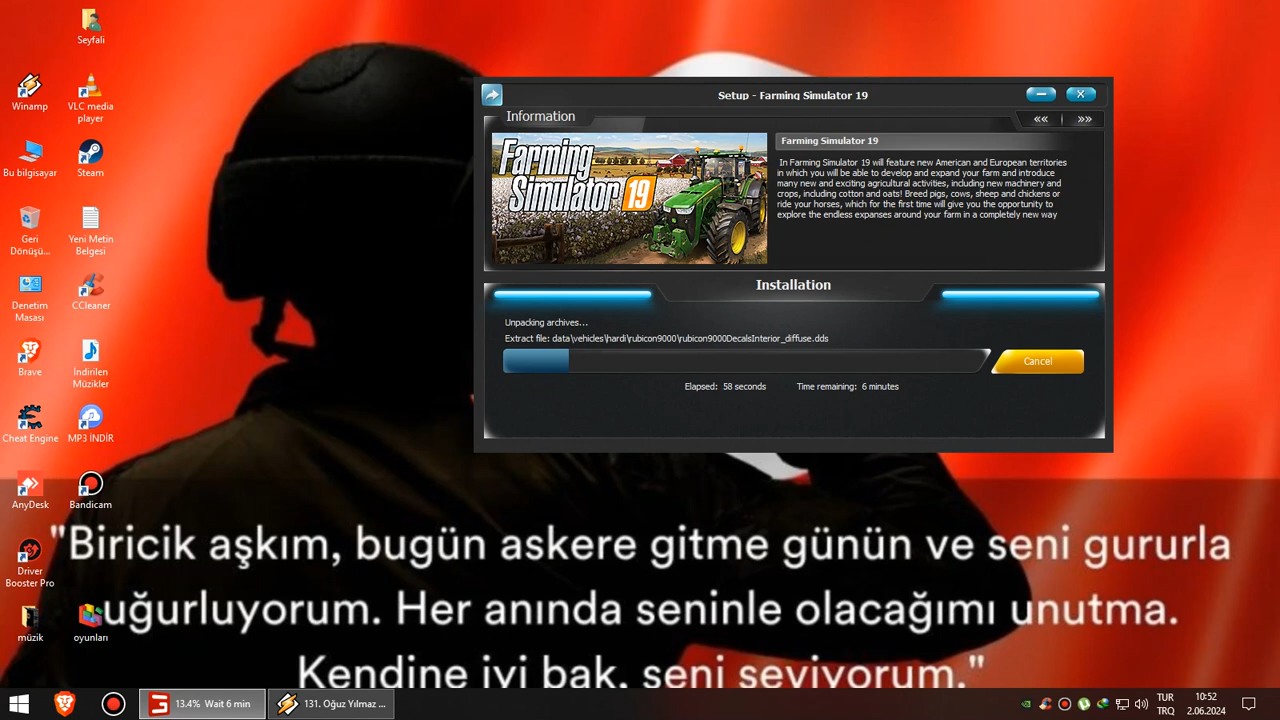 Seyfali
Winamp
VLC media
player
Bu bilgisayar
Steam
Geri
Dönüşü...
Yeni Metin
Belgesi
Denetim
Masası
CCleaner
Brave
İndirilen
Müzikler
Cheat Engine
MP3 İNDİR
AnyDesk
Bandicam
Driver
Booster Pro
müzik
oyunları
Setup - Farming Simulator 19
Information
«« | »»
Farming
Simulator 19
Farming Simulator 19
In Farming Simulator 19 will feature new American and European territories
in which you will be able to develop and expand your farm and introduce
many new and exciting agricultural activities, including new machinery and
crops, including cotton and oats! Breed pigs, cows, sheep and chickens or
ride your horses, which for the first time will give you the opportunity to
explore the endless expanses around your farm in a completely new way
Installation
Unpacking archives...
Extract file: data\vehicles\hardi\rubicon9000\rubicon9000DecalsInterior_diffuse.dds
Cancel
Elapsed: 58 seconds Time remaining: 6 minutes
"Biricik aşkım, bugün askere gitme günün ve seni gururla
uğurluyorum. Her anında seninle olacağımı unutma.
Kendine iyi bak, seni seviyorum."
13.4% Wait 6 min
131. Oğuz Yılmaz ...
TUR
TRQ
10:52
2.06.2024